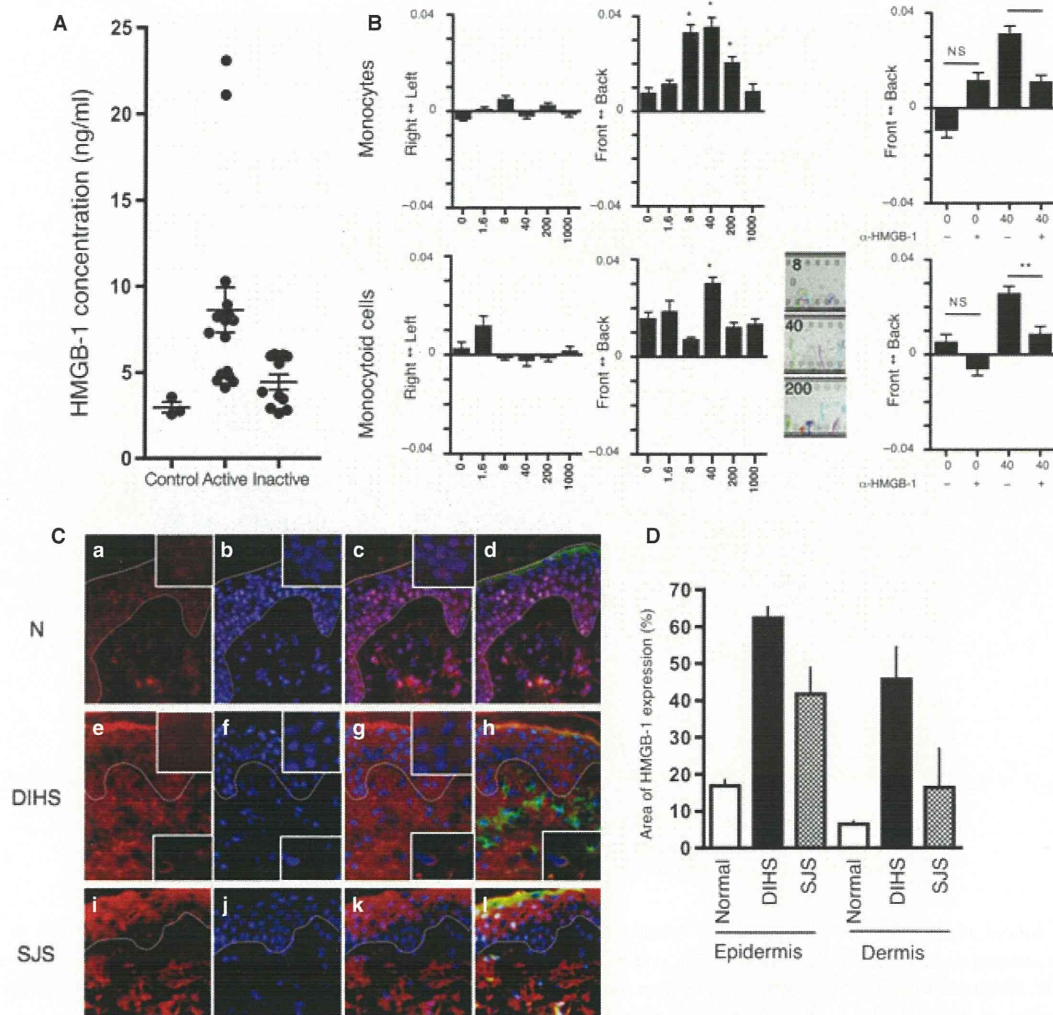 A
25
20
15
10
5
0
HMGB-1 concentration (ng/ml)
Control Active Inactive
B
Monocytes
0.04
0
−0.04
Right ↔ Left
0 1.6 8 40 200 1000
0.04
0
−0.04
Front ↔ Back
* * *
0 1.6 8 40 200 1000
0.04
0
−0.04
Front ↔ Back
NS
0 0 40 40
α-HMGB-1 − + − +
Monocytoid cells
0.04
0
−0.04
Right ↔ Left
0 1.6 8 40 200 1000
0.04
0
−0.04
Front ↔ Back
*
0 1.6 8 40 200 1000
8
40
200
0.04
0
−0.04
Front ↔ Back
NS
**
0 0 40 40
α-HMGB-1 − + − +
C
N
a b c d
DIHS
e f g h
SJS
i j k l
D
Area of HMGB-1 expression (%)
70
60
50
40
30
20
10
0
Normal DIHS SJS Normal DIHS SJS
Epidermis Dermis